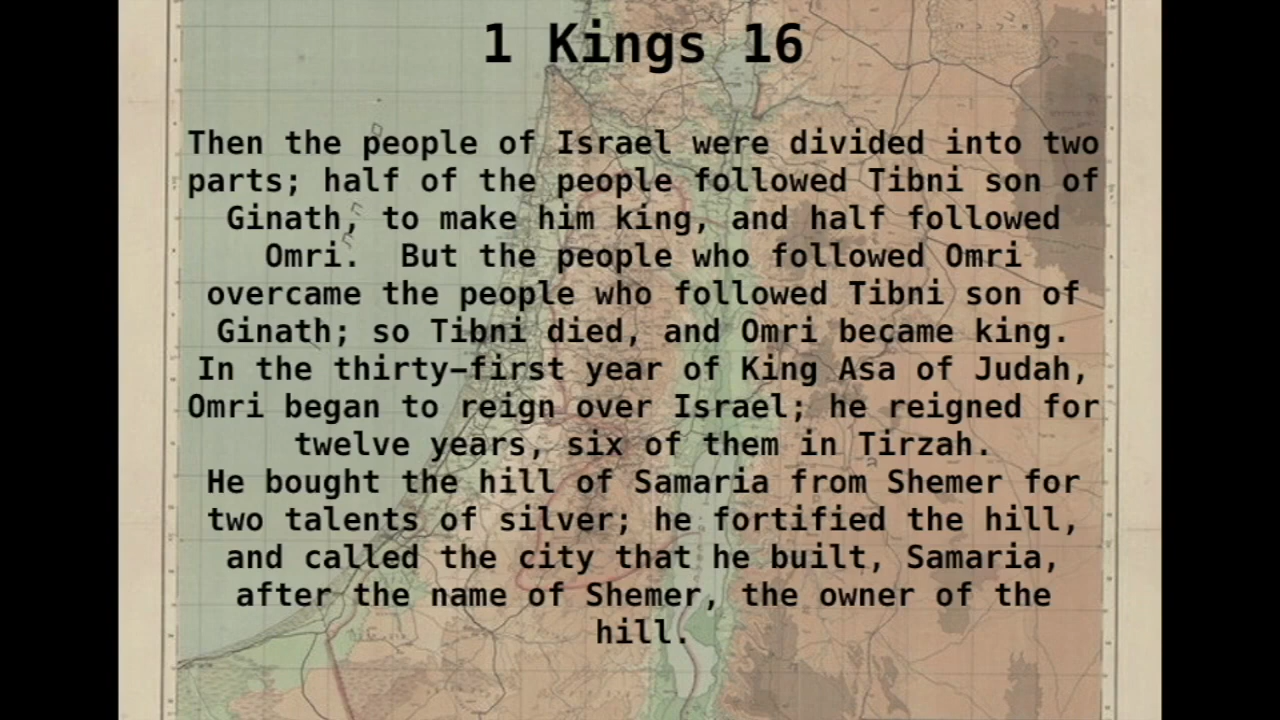 1 Kings 16
Then the people of Israel were divided into two
parts; half of the people followed Tibni son of
Ginath, to make him king, and half followed
Omri.  But the people who followed Omri
overcame the people who followed Tibni son of
Ginath; so Tibni died, and Omri became king.
In the thirty-first year of King Asa of Judah,
Omri began to reign over Israel; he reigned for
twelve years, six of them in Tirzah.
He bought the hill of Samaria from Shemer for
two talents of silver; he fortified the hill,
and called the city that he built, Samaria,
after the name of Shemer, the owner of the
hill.